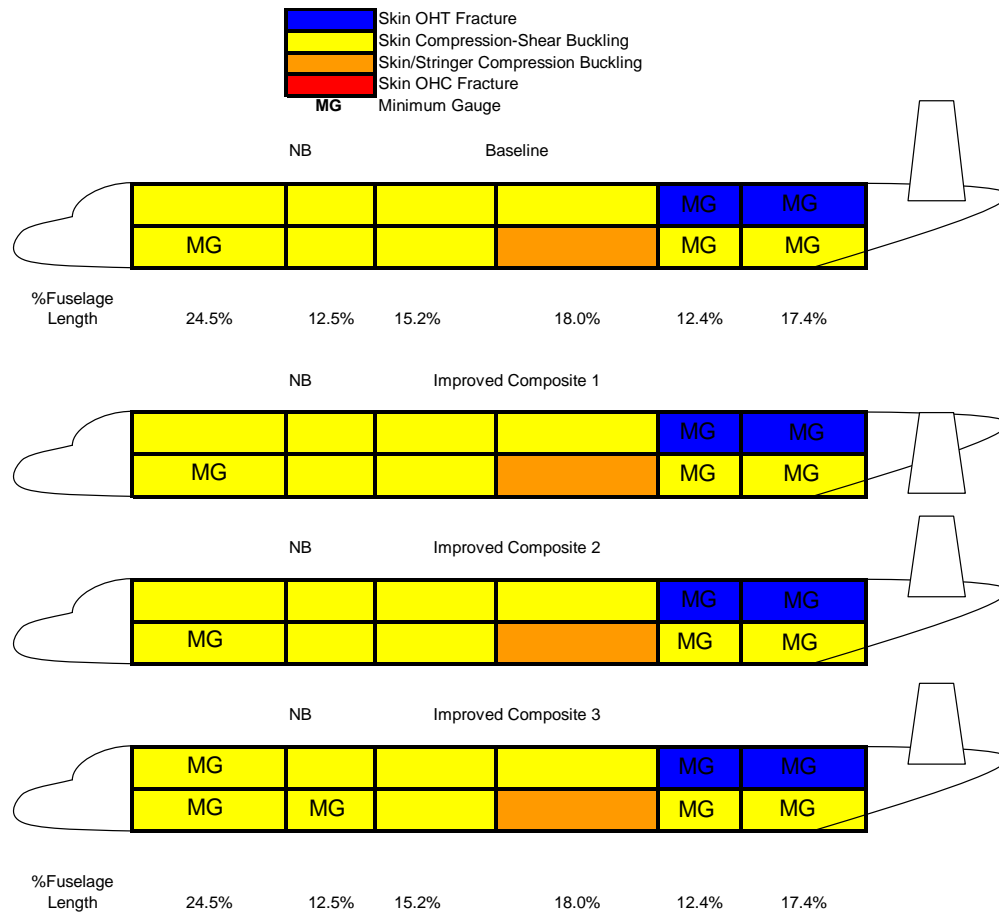 Skin OHT Fracture
Skin Compression-Shear Buckling
Skin/Stringer Compression Buckling
Skin OHC Fracture
MG Minimum Gauge
NB Baseline
MG MG
MG MG MG
%Fuselage
Length 24.5% 12.5% 15.2% 18.0% 12.4% 17.4%
NB Improved Composite 1
MG MG
MG MG MG
NB Improved Composite 2
MG MG
MG MG MG
NB Improved Composite 3
MG MG MG
MG MG MG MG
%Fuselage
Length 24.5% 12.5% 15.2% 18.0% 12.4% 17.4%